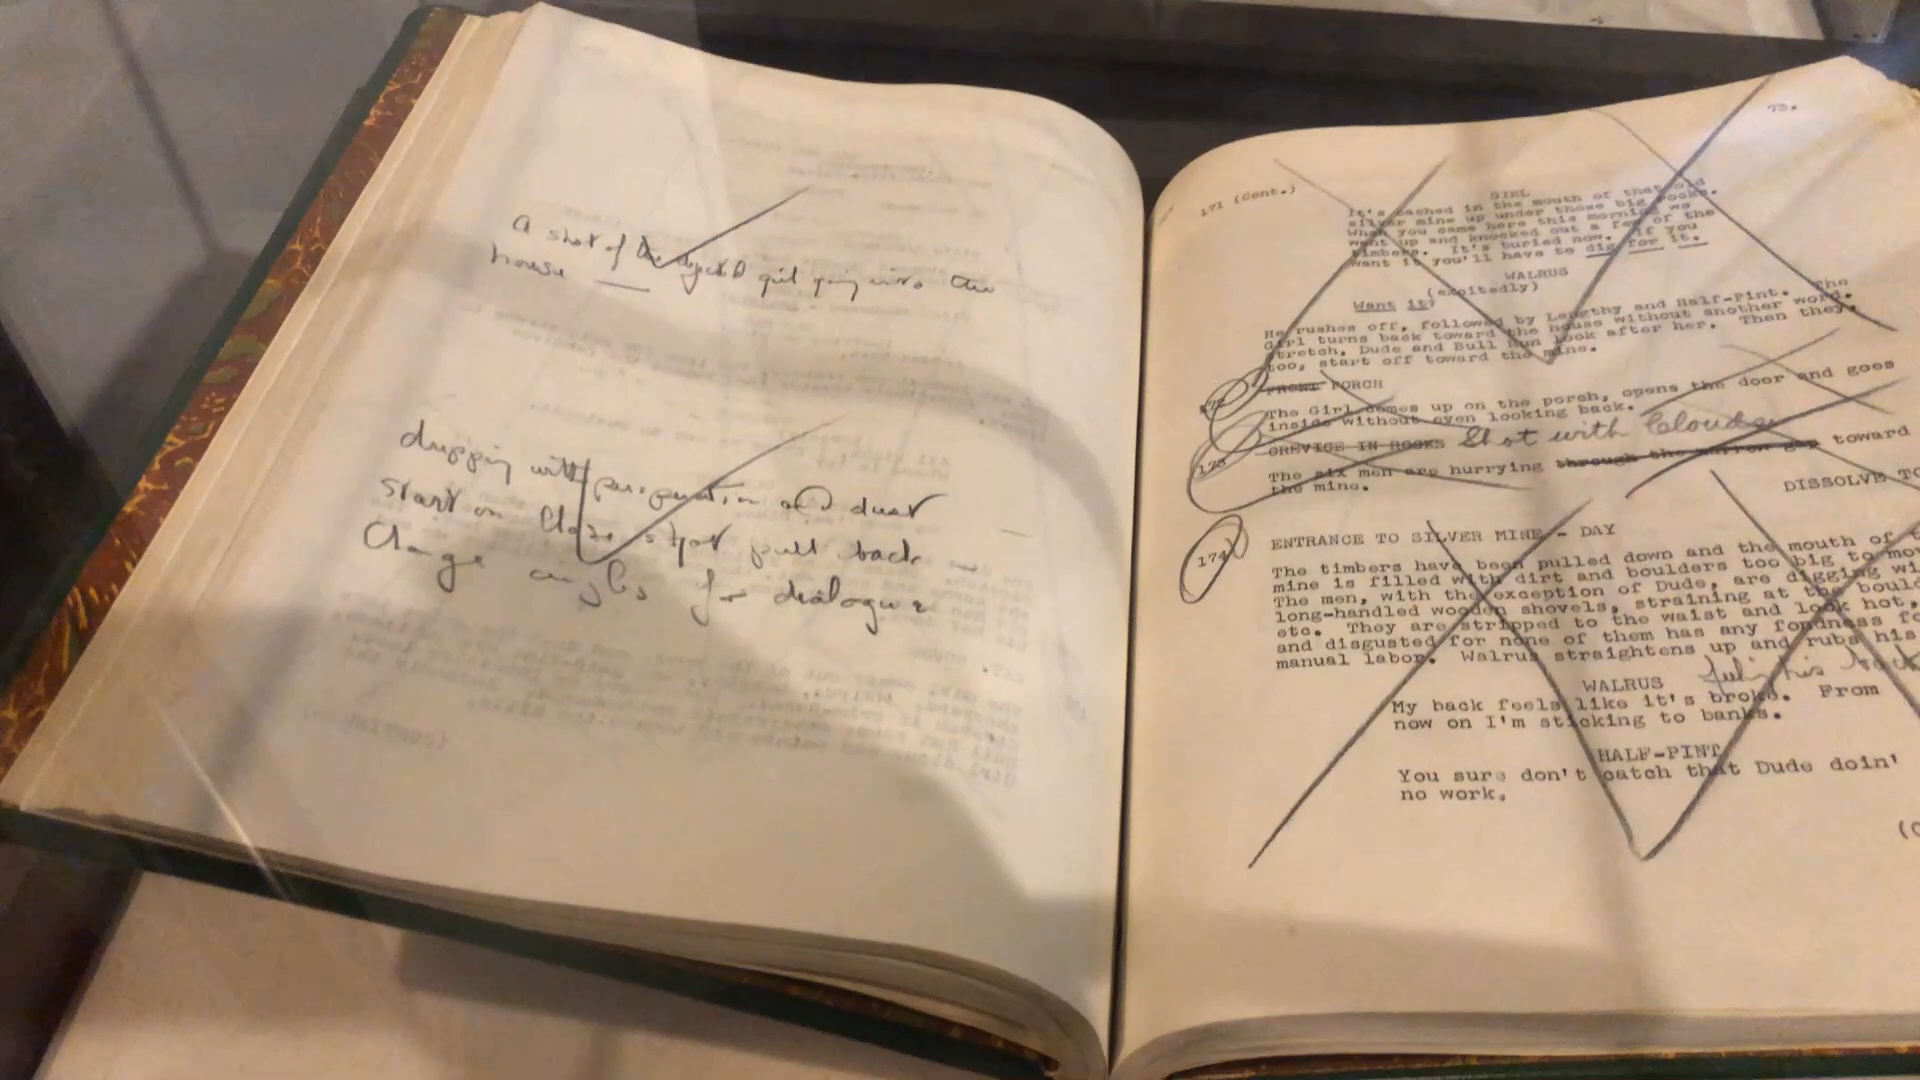 A shot of the dejected girl going into the
house —
dripping with perspiration and dust
start on Close shot pull back
Change angles for dialogue
73.
171 (Cont.)
GIRL
It's cached in the mouth of that old
silver mine up under those big rocks.
When you came here this morning we
went up and knocked out a few of the
timbers. It's buried now. If you
want it you'll have to dig for it.
WALRUS
(excitedly)
Want it?
He rushes off, followed by Lengthy and Half-Pint. The
Girl turns back toward the house without another word.
Stretch, Dude and Bull Run look after her. Then they,
too, start off toward the mine.
172 FRONT PORCH
The Girl comes up on the porch, opens the door and goes
inside without even looking back.
173 CREVICE IN ROCKS Shot with Clouds
The six men are hurrying through the narrow gap toward
the mine.
DISSOLVE TO
174 ENTRANCE TO SILVER MINE - DAY
The timbers have been pulled down and the mouth of
mine is filled with dirt and boulders too big to
The men, with the exception of Dude, are digging
long-handled wooden shovels, straining at the
etc. They are stripped to the waist and look hot,
and disgusted for none of them has any fondness
manual labor. Walrus straightens up and rubs his
WALRUS
My back feels like it's broke. From
now on I'm sticking to banks.
HALF-PINT
You sure don't catch that Dude doin'
no work.